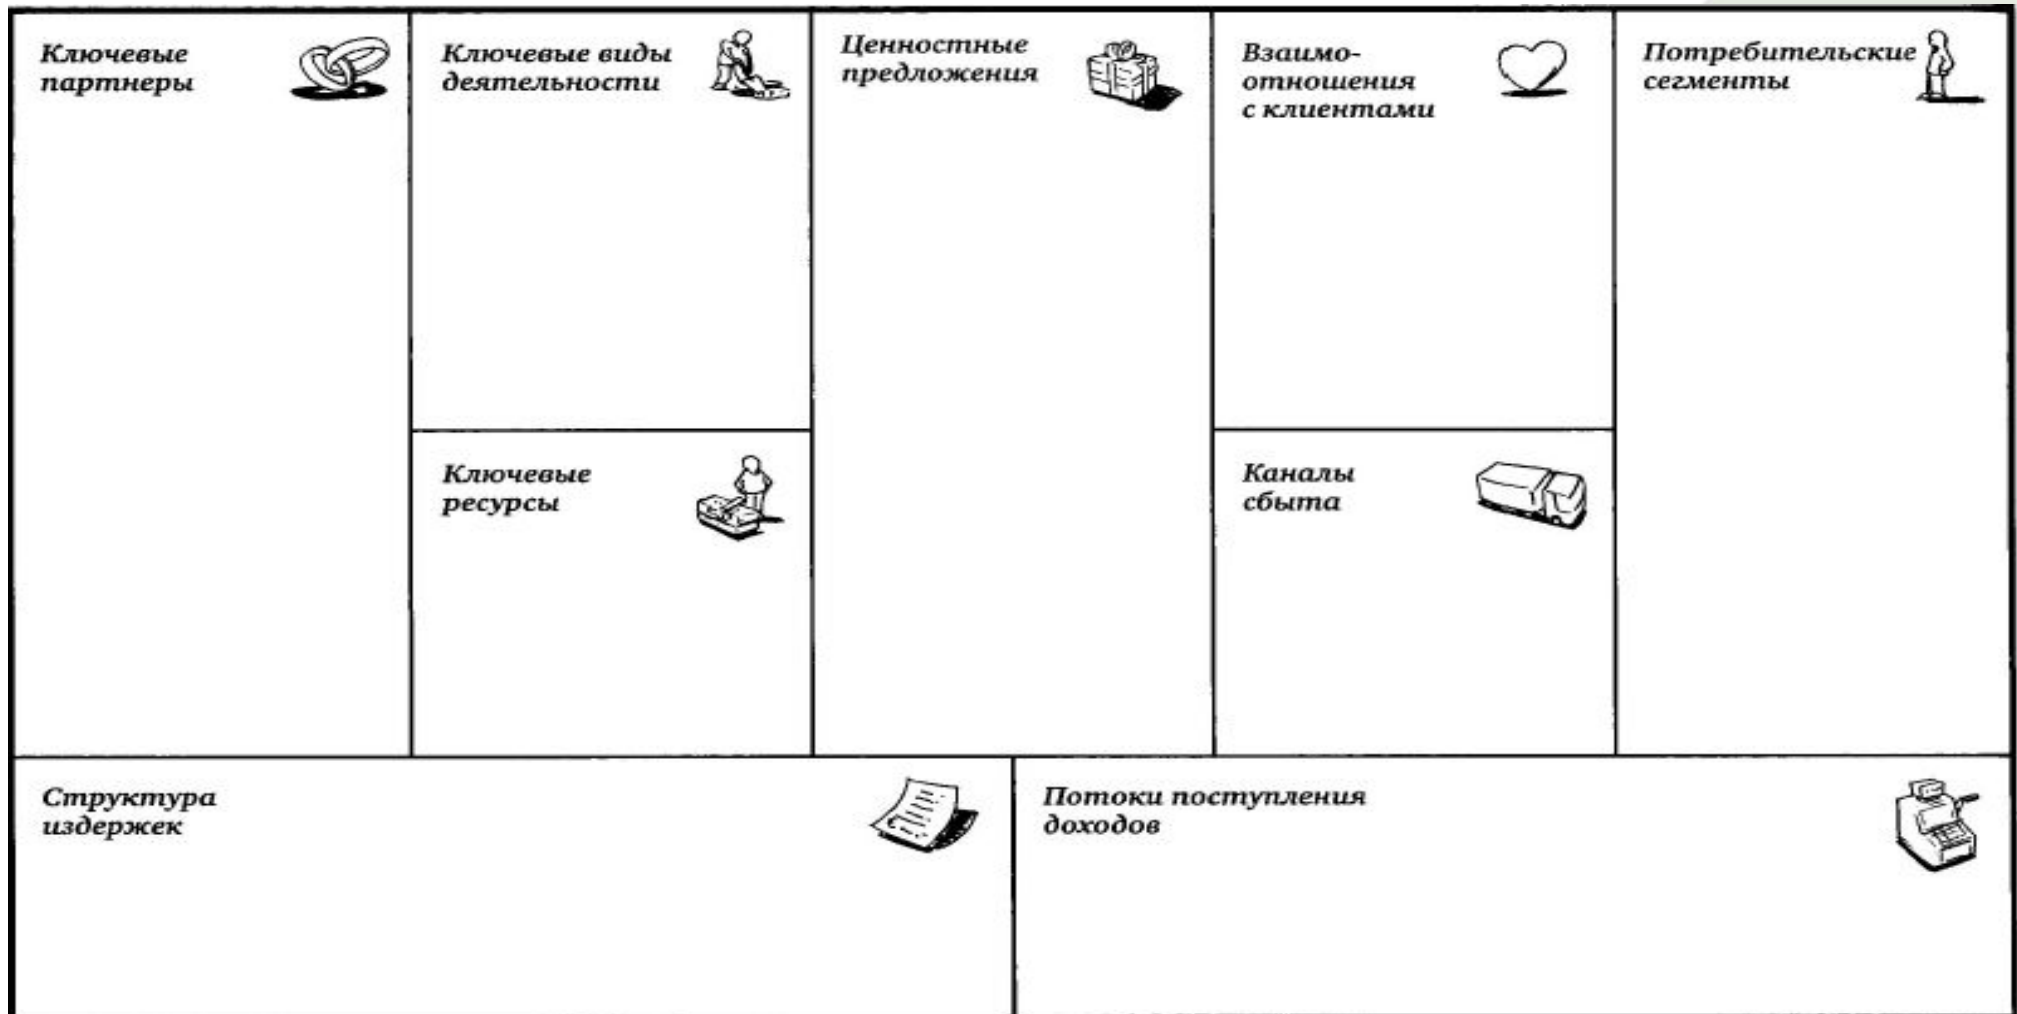 Ключевые
партнеры
Ключевые виды
деятельности
Ключевые
ресурсы
Ценностные
предложения
Взаимо-
отношения
с клиентами
Каналы
сбыта
Потребительские
сегменты
Структура
издержек
Потоки поступления
доходов